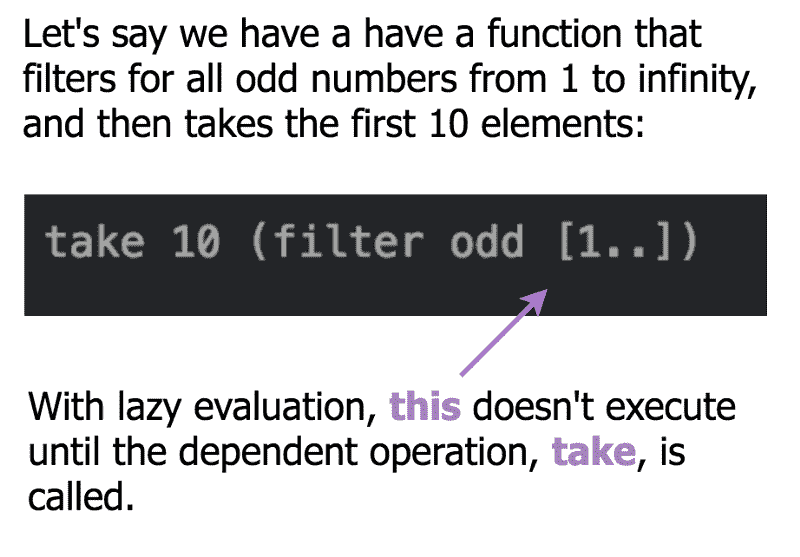 Let's say we have a have a function that
filters for all odd numbers from 1 to infinity,
and then takes the first 10 elements:
take 10 (filter odd [1..])
With lazy evaluation, this doesn't execute
until the dependent operation, take, is
called.